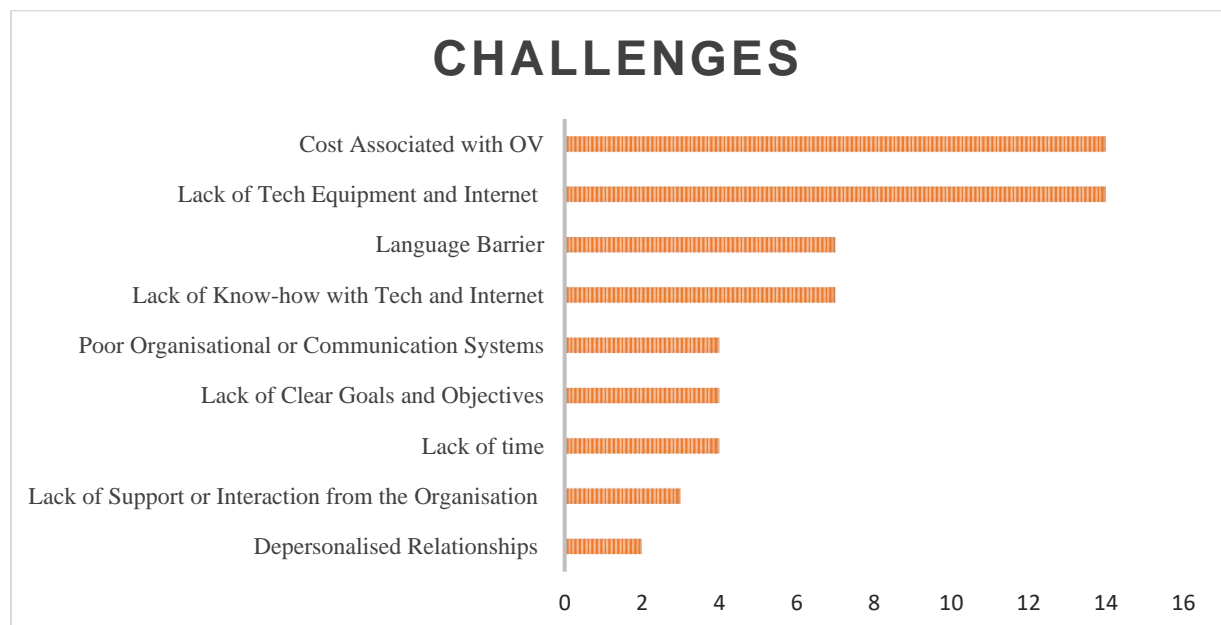 CHALLENGES
Cost Associated with OV
Lack of Tech Equipment and Internet
Language Barrier
Lack of Know-how with Tech and Internet
Poor Organisational or Communication Systems
Lack of Clear Goals and Objectives
Lack of time
Lack of Support or Interaction from the Organisation
Depersonalised Relationships
0 2 4 6 8 10 12 14 16